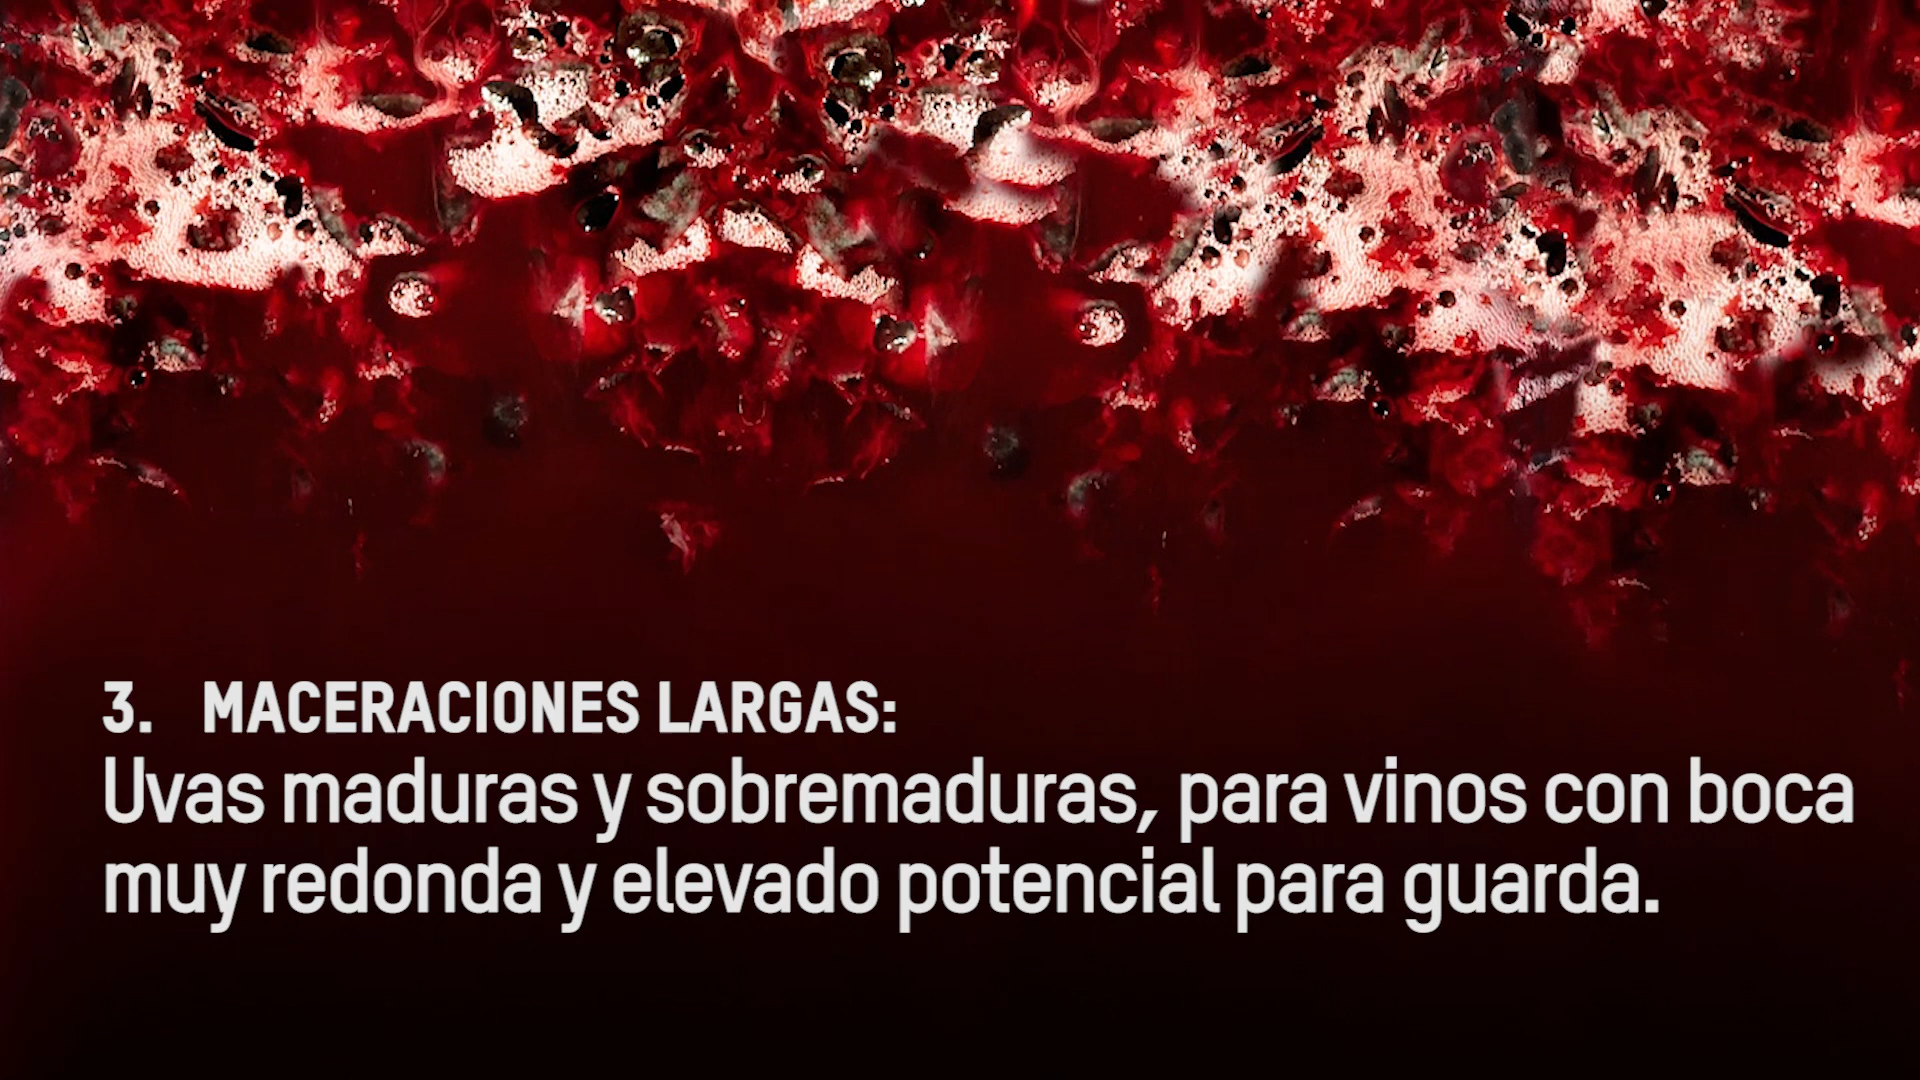 3. MACERACIONES LARGAS:
Uvas maduras y sobremaduras, para vinos con boca
muy redonda y elevado potencial para guarda.